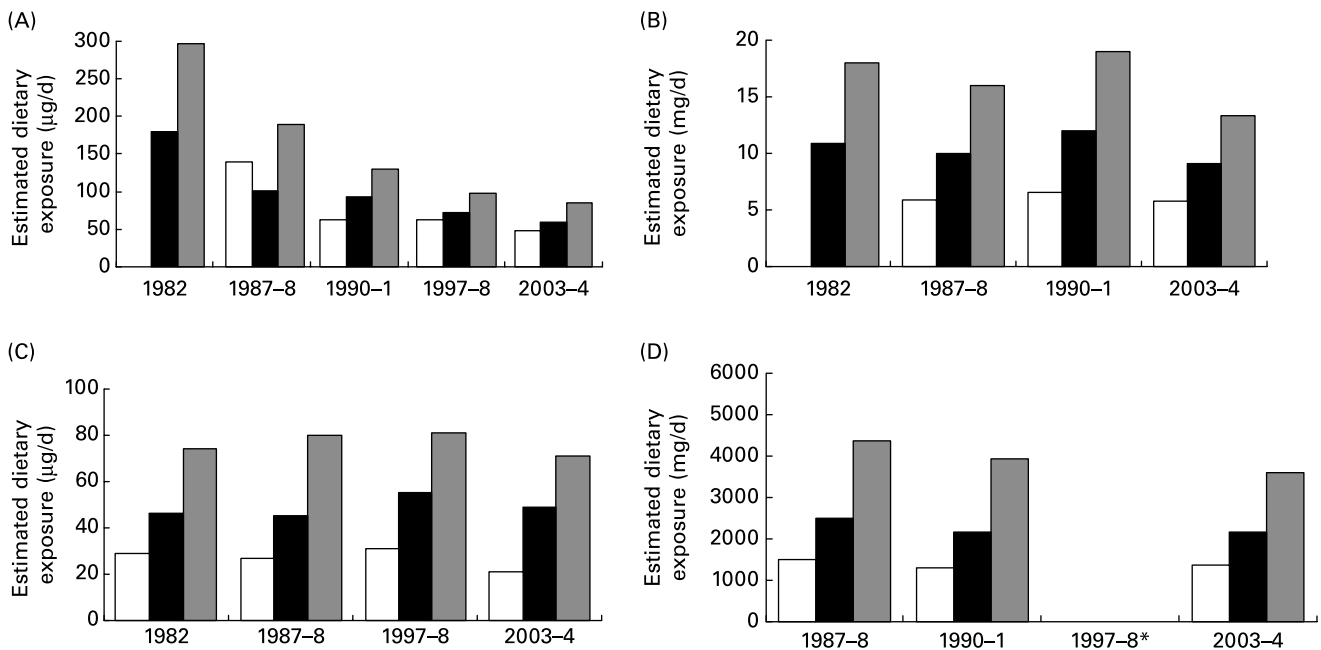 (A)
Estimated dietary
exposure (µg/d)
300
250
200
150
100
50
0
1982 1987–8 1990–1 1997–8 2003–4
(B)
Estimated dietary
exposure (mg/d)
20
15
10
5
0
1982 1987–8 1990–1 2003–4
(C)
Estimated dietary
exposure (µg/d)
100
80
60
40
20
0
1982 1987–8 1997–8 2003–4
(D)
Estimated dietary
exposure (mg/d)
6000
5000
4000
3000
2000
1000
0
1987–8 1990–1 1997–8* 2003–4